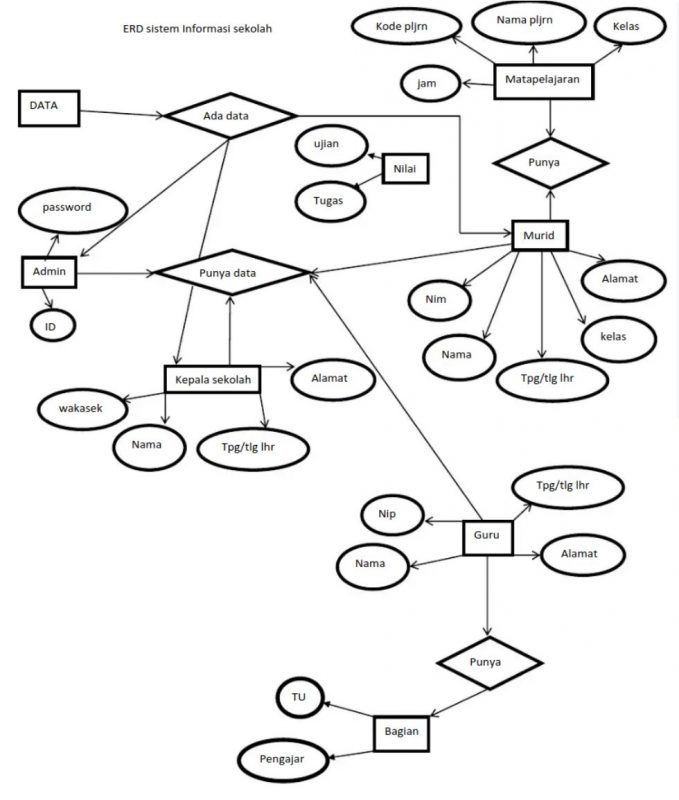 ERD sistem Informasi sekolah
Kode pljrn
Nama pljrn
Kelas
jam
Matapelajaran
DATA
Ada data
ujian
Nilai
Punya
Tugas
password
Murid
Admin
Punya data
Alamat
Nim
ID
kelas
Nama
Tpg/tlg lhr
Kepala sekolah
Alamat
wakasek
Nama
Tpg/tlg lhr
Tpg/tlg lhr
Nip
Guru
Nama
Alamat
Punya
TU
Bagian
Pengajar